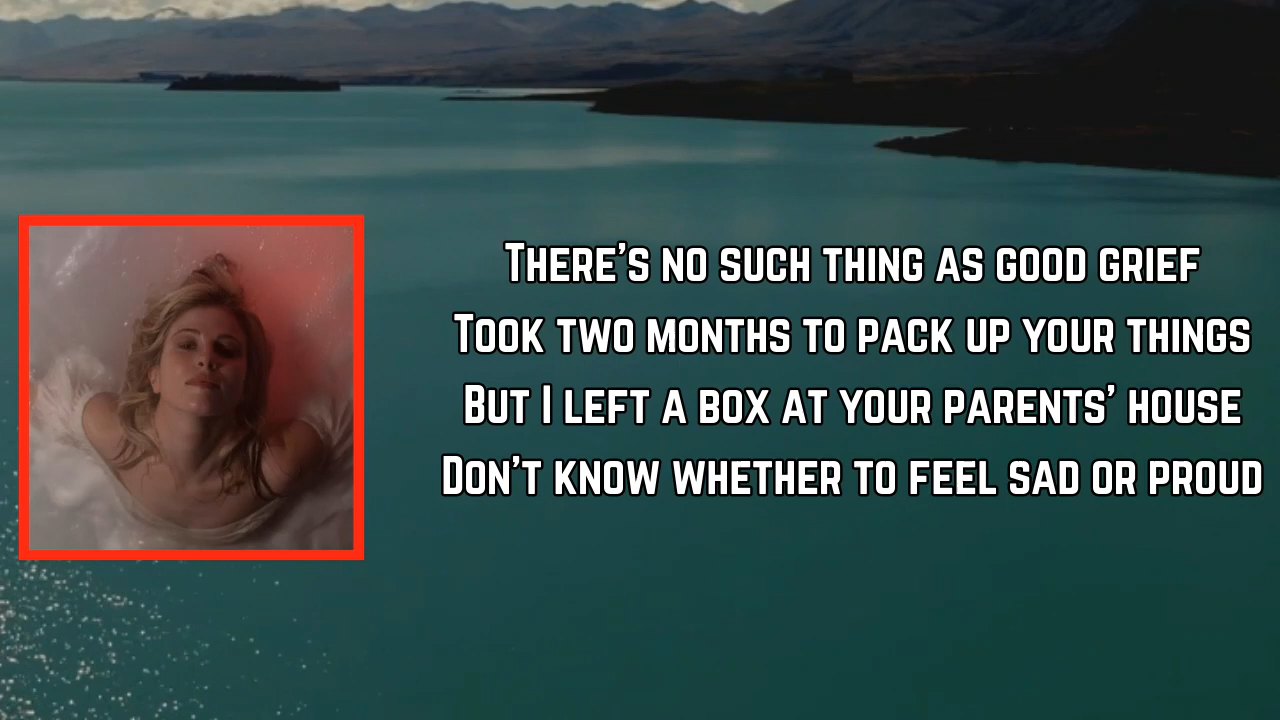 There's no such thing as good grief
Took two months to pack up your things
But I left a box at your parents' house
Don't know whether to feel sad or proud